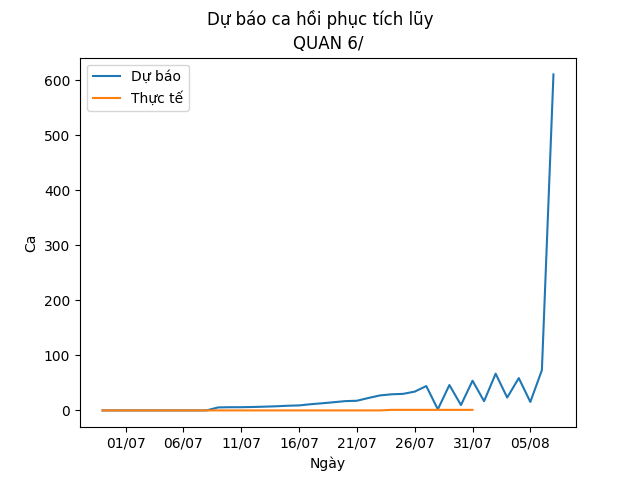 Dự báo ca hồi phục tích lũy
QUAN 6/
Dự báo
Thực tế
600
500
400
300
200
100
0
Ca
01/07 06/07 11/07 16/07 21/07 26/07 31/07 05/08
Ngày